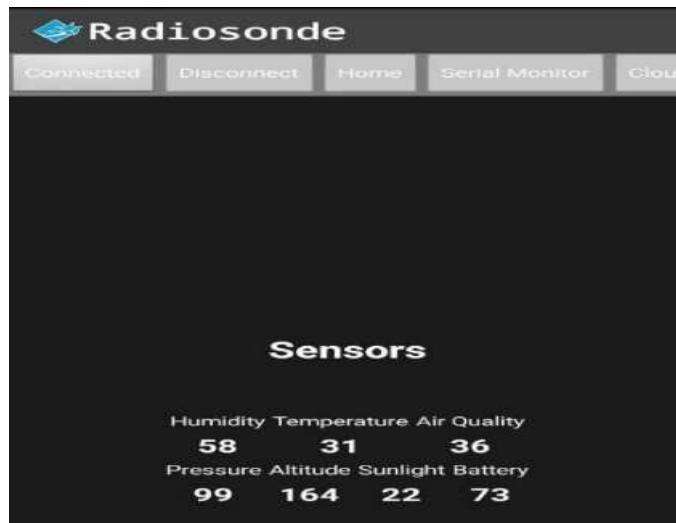 Radiosonde
Connected Disconnect Home Serial Monitor Clou
Sensors
Humidity Temperature Air Quality
58 31 36
Pressure Altitude Sunlight Battery
99 164 22 73